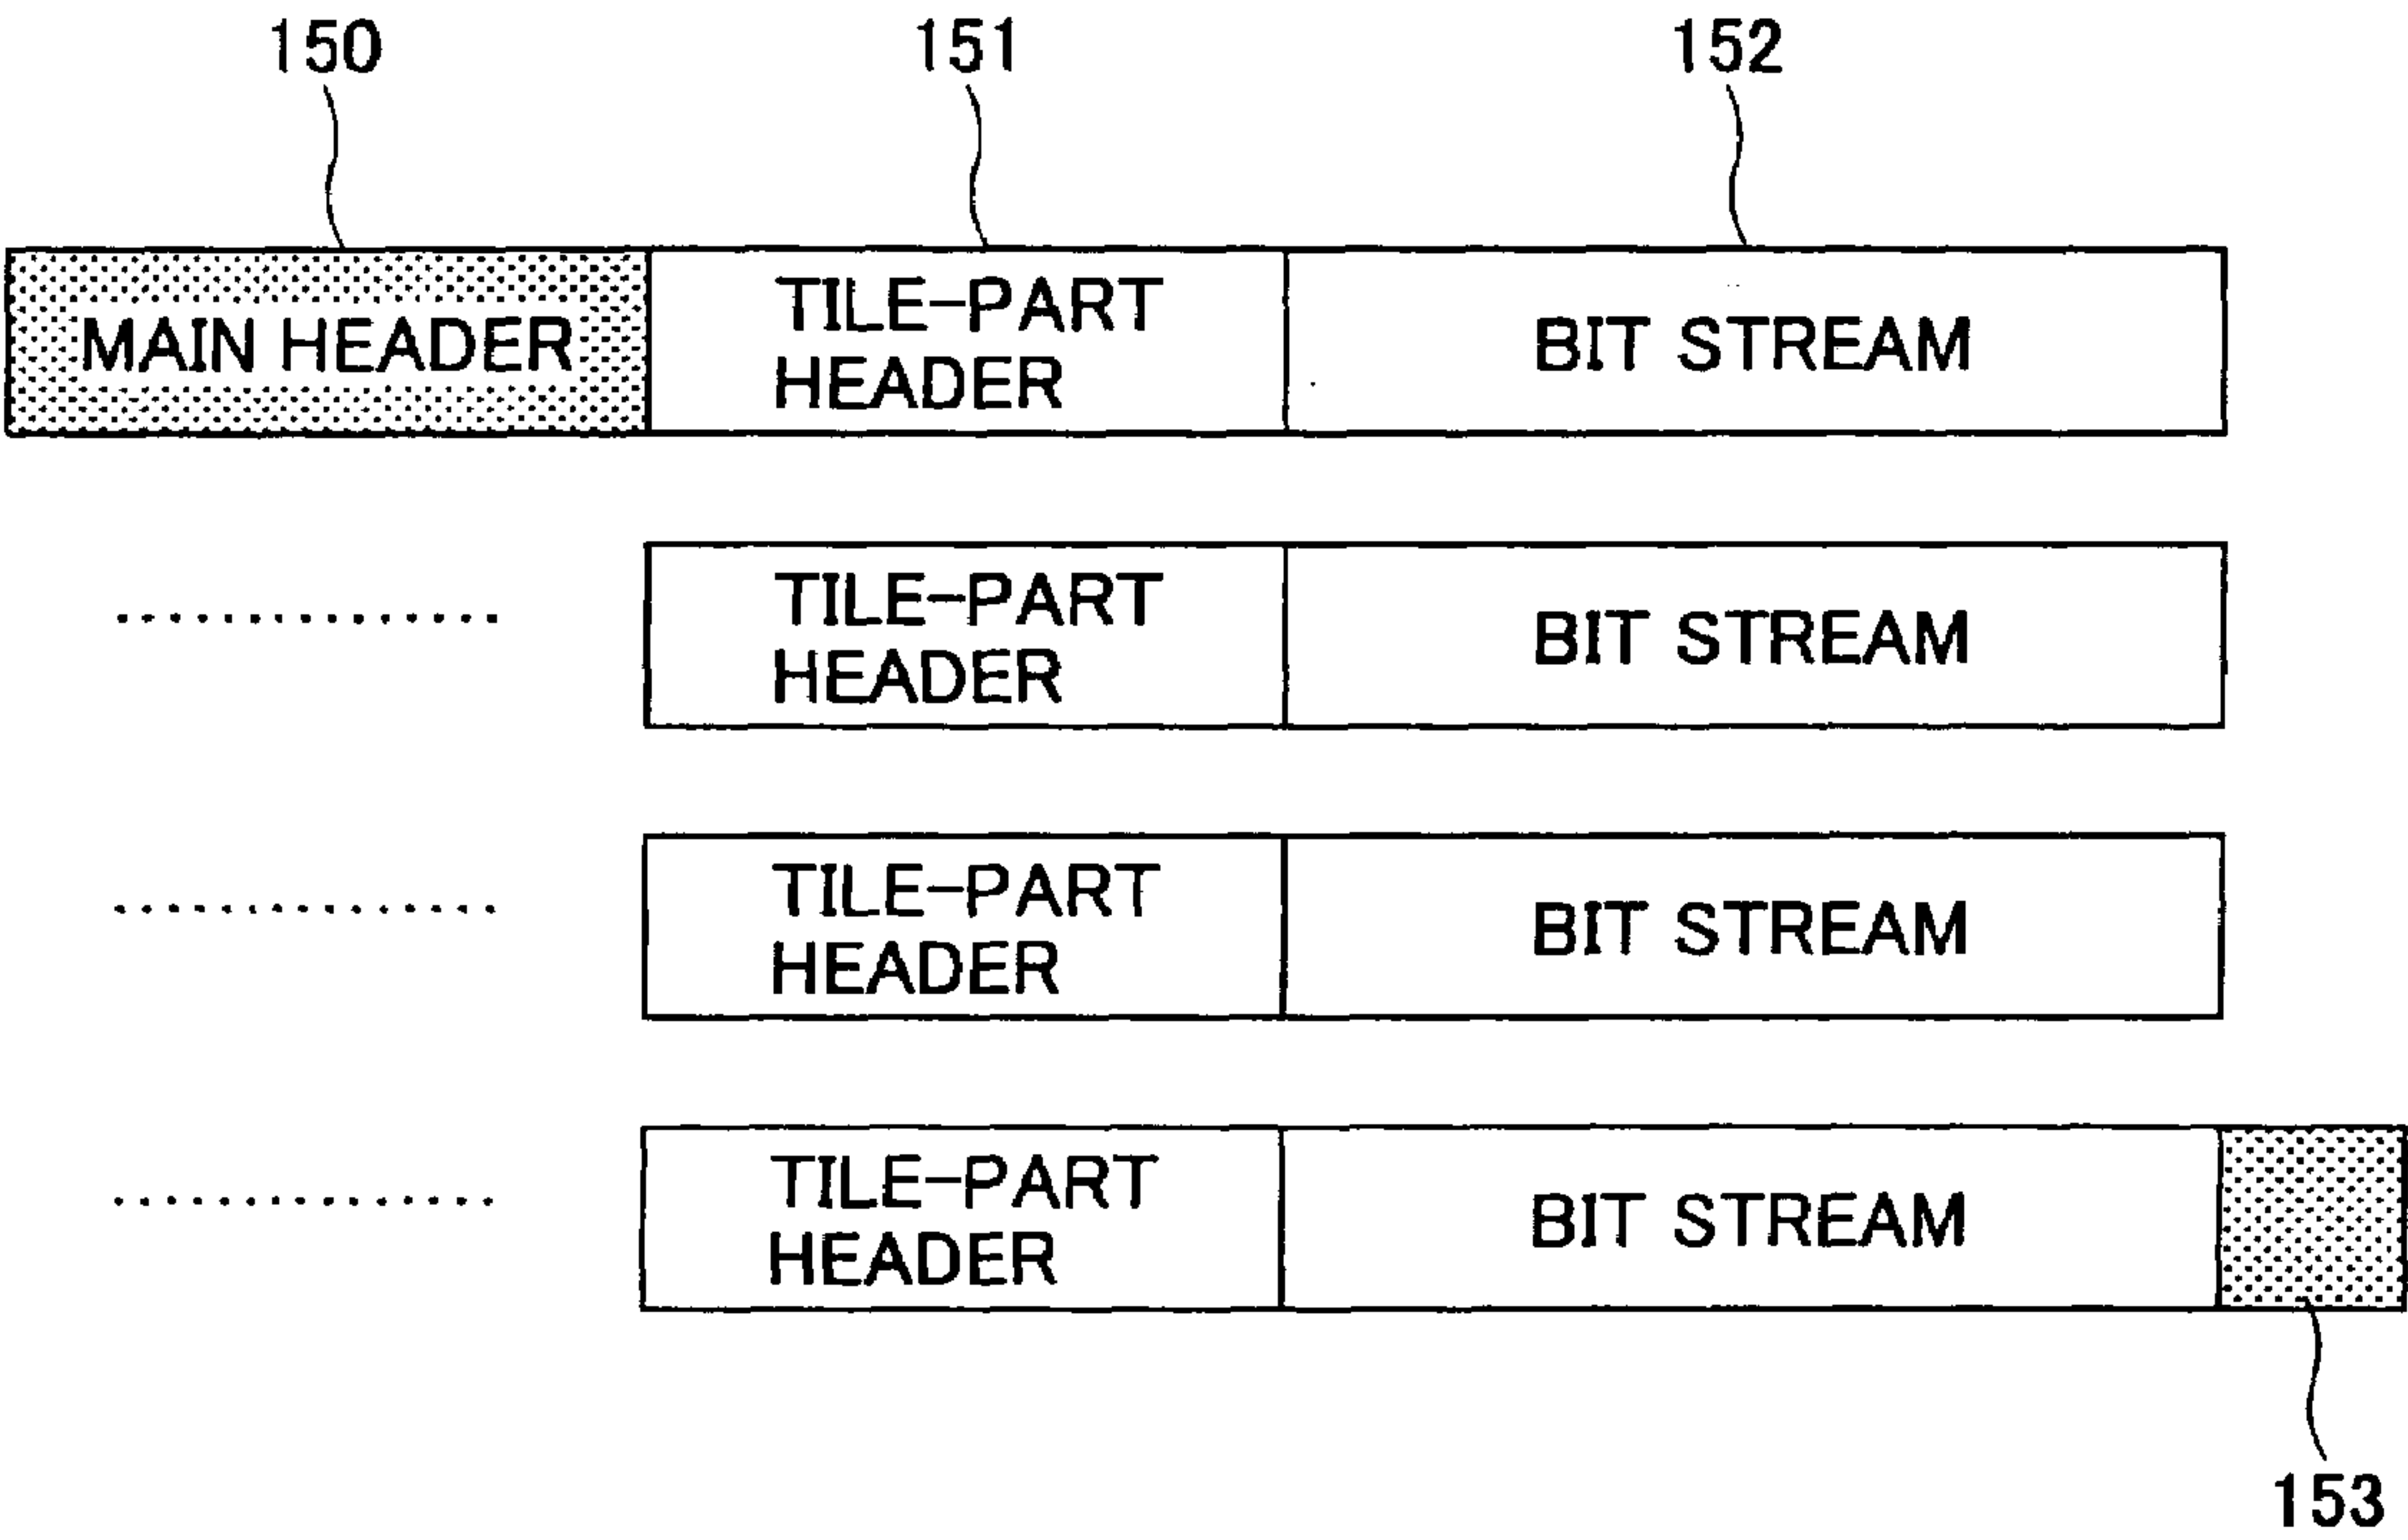 150
151
152
MAIN HEADER
TILE-PART
HEADER
BIT STREAM
TILE-PART
HEADER
BIT STREAM
TILE-PART
HEADER
BIT STREAM
TILE-PART
HEADER
BIT STREAM
153